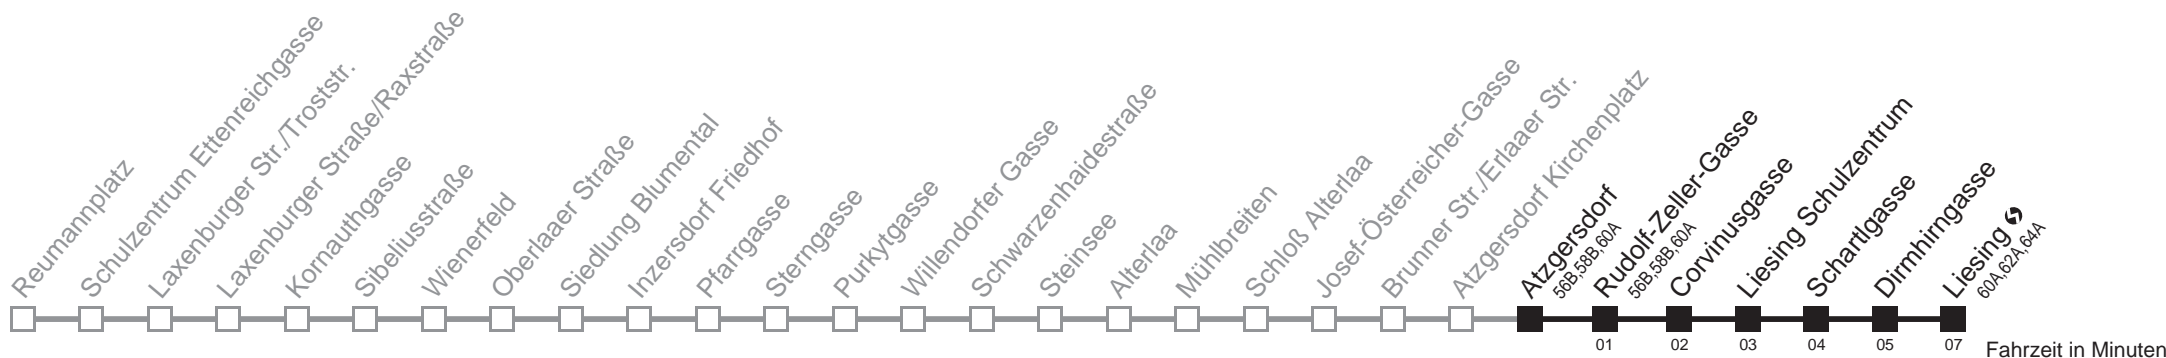 Reumannplatz
Schulzentrum Ettenreichgasse
Laxenburger Str./Troststr.
Laxenburger Straße/Raxstraße
Kornauthgasse
Sibeliusstraße
Wienerfeld
Oberlaaer Straße
Siedlung Blumental
Inzersdorf Friedhof
Pfarrgasse
Sterngasse
Purkytgasse
Willendorfer Gasse
Schwarzenhaidestraße
Steinsee
Alterlaa
Mühlbreiten
Schloß Alterlaa
Josef-Österreicher-Gasse
Brunner Str./Erlaaer Str.
Atzgersdorf Kirchenplatz
Atzgersdorf
56B,58B,60A
Rudolf-Zeller-Gasse
56B,58B,60A
Corvinusgasse
Liesing Schulzentrum
Schartlgasse
Dirmhirngasse
Liesing
60A,62A,64A
01 02 03 04 05 07
Fahrzeit in Minuten